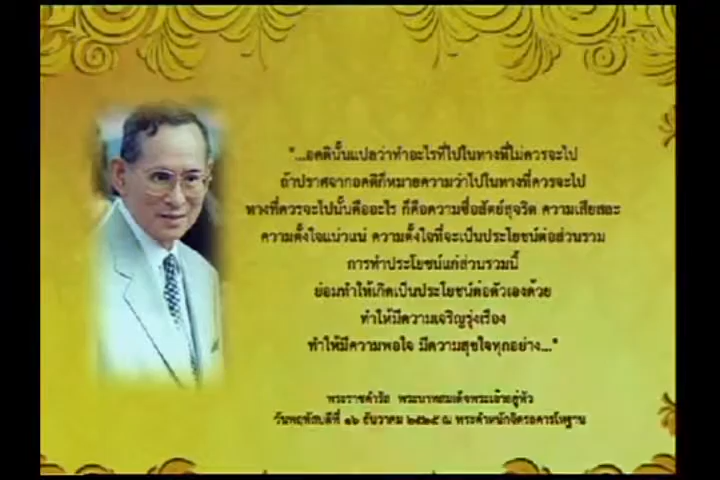 "...อคตินั้นแปลว่าทำอะไรที่ไปในทางที่ไม่ควรจะไป
ถ้าปราศจากอคติก็หมายความว่าไปในทางที่ควรจะไป
ทางที่ควรจะไปนั้นคืออะไร ก็คือความซื่อสัตย์สุจริต ความเสียสละ
ความตั้งใจแน่วแน่ ความตั้งใจที่จะเป็นประโยชน์ต่อส่วนรวม
การทำประโยชน์แก่ส่วนรวมนี้
ย่อมทำให้เกิดเป็นประโยชน์ต่อตัวเองด้วย
ทำให้มีความเจริญรุ่งเรือง
ทำให้มีความพอใจ มีความสุขใจทุกอย่าง..."
พระราชดำรัส พระบาทสมเด็จพระเจ้าอยู่หัว
วันพฤหัสบดีที่ ๑๖ ธันวาคม ๒๕๒๕ ณ พระตำหนักจิตรลดารโหฐาน